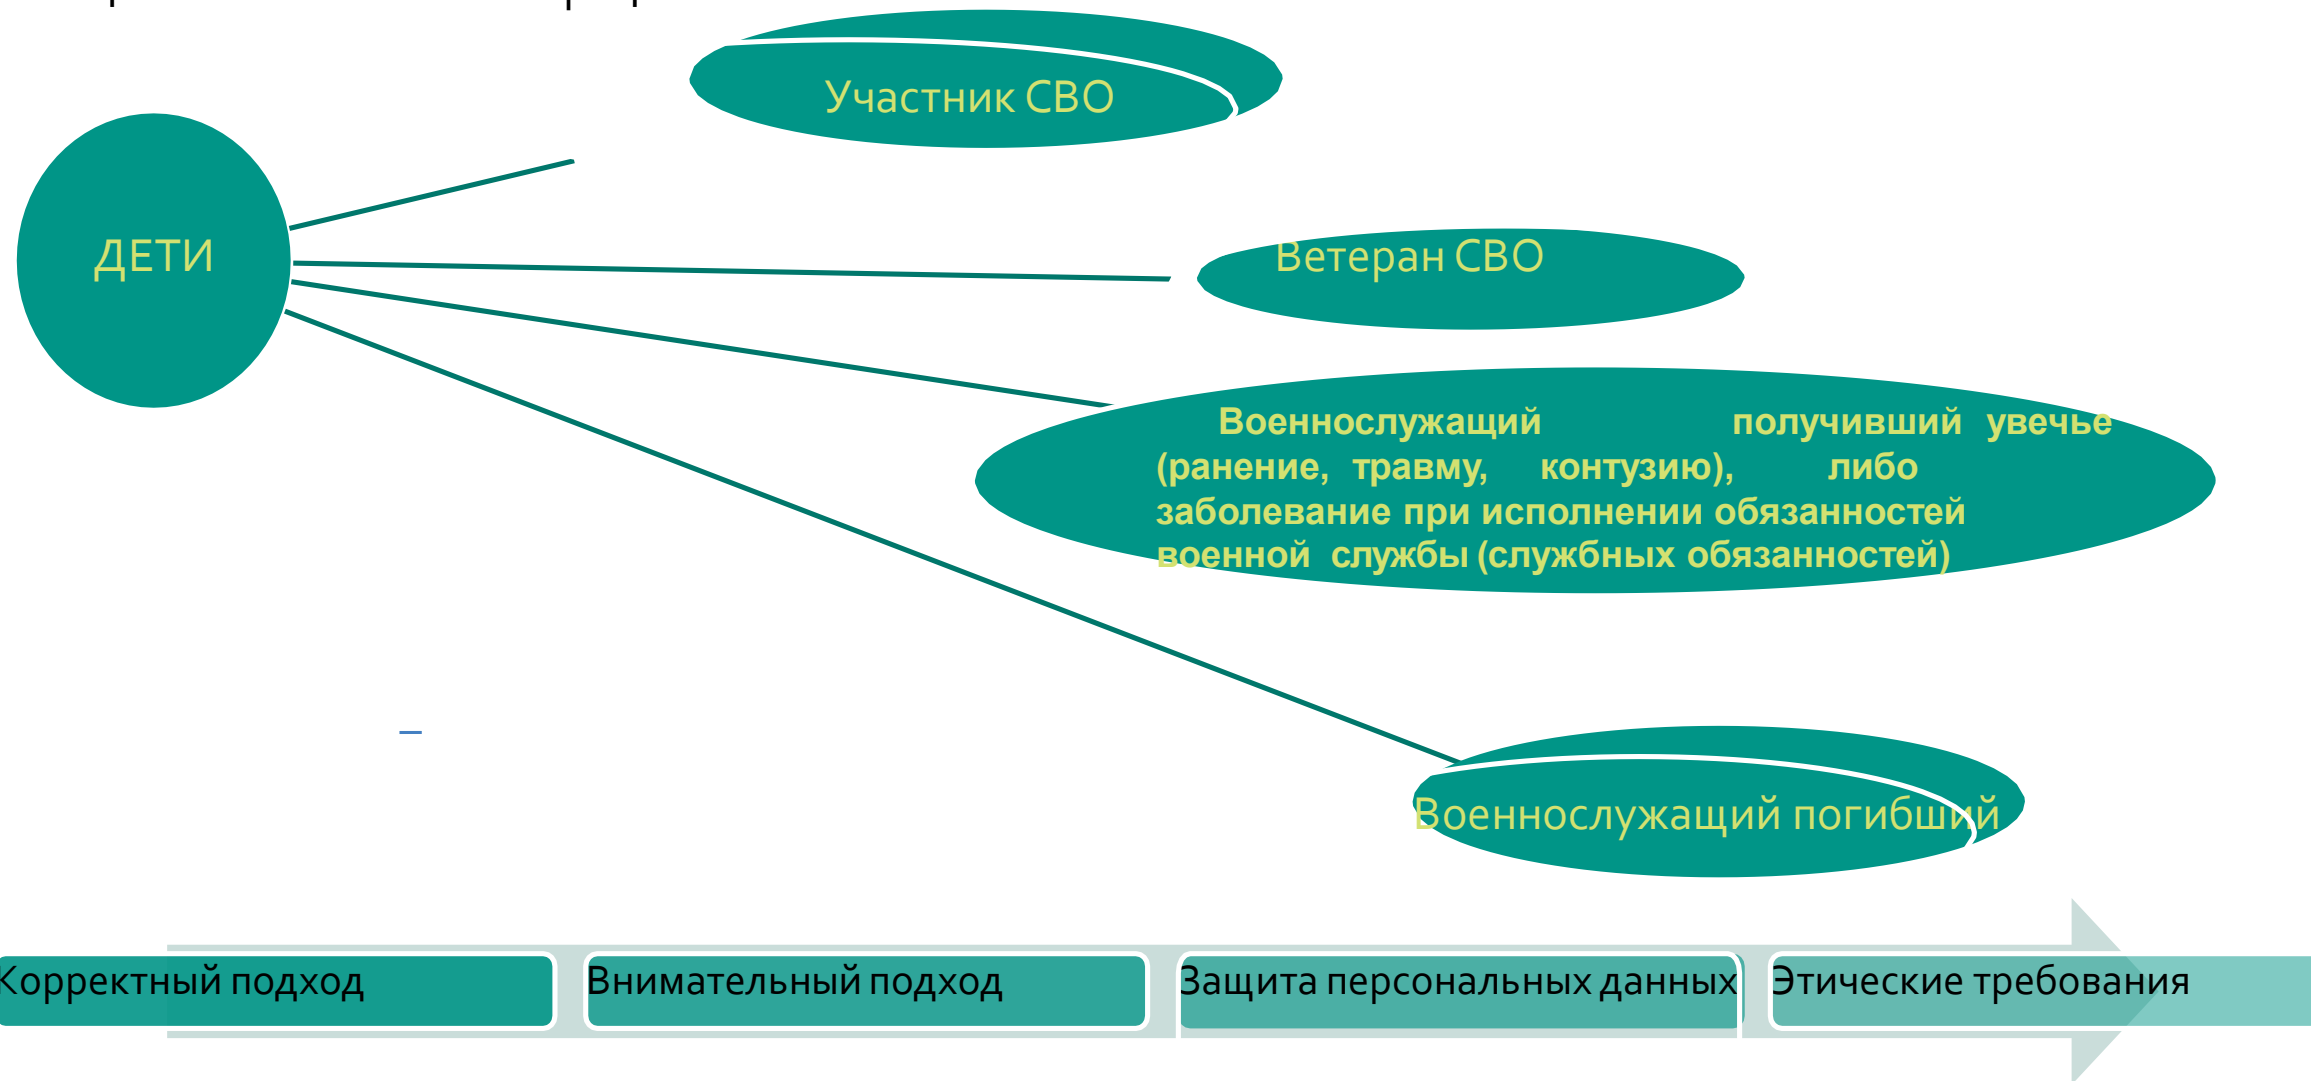 Участник СВО
ДЕТИ
Ветеран СВО
Военнослужащий получивший увечье
(ранение, травму, контузию), либо
заболевание при исполнении обязанностей
военной службы (службных обязанностей)
Военнослужащий погибший
Корректный подход
Внимательный подход
Защита персональных данных
Этические требования